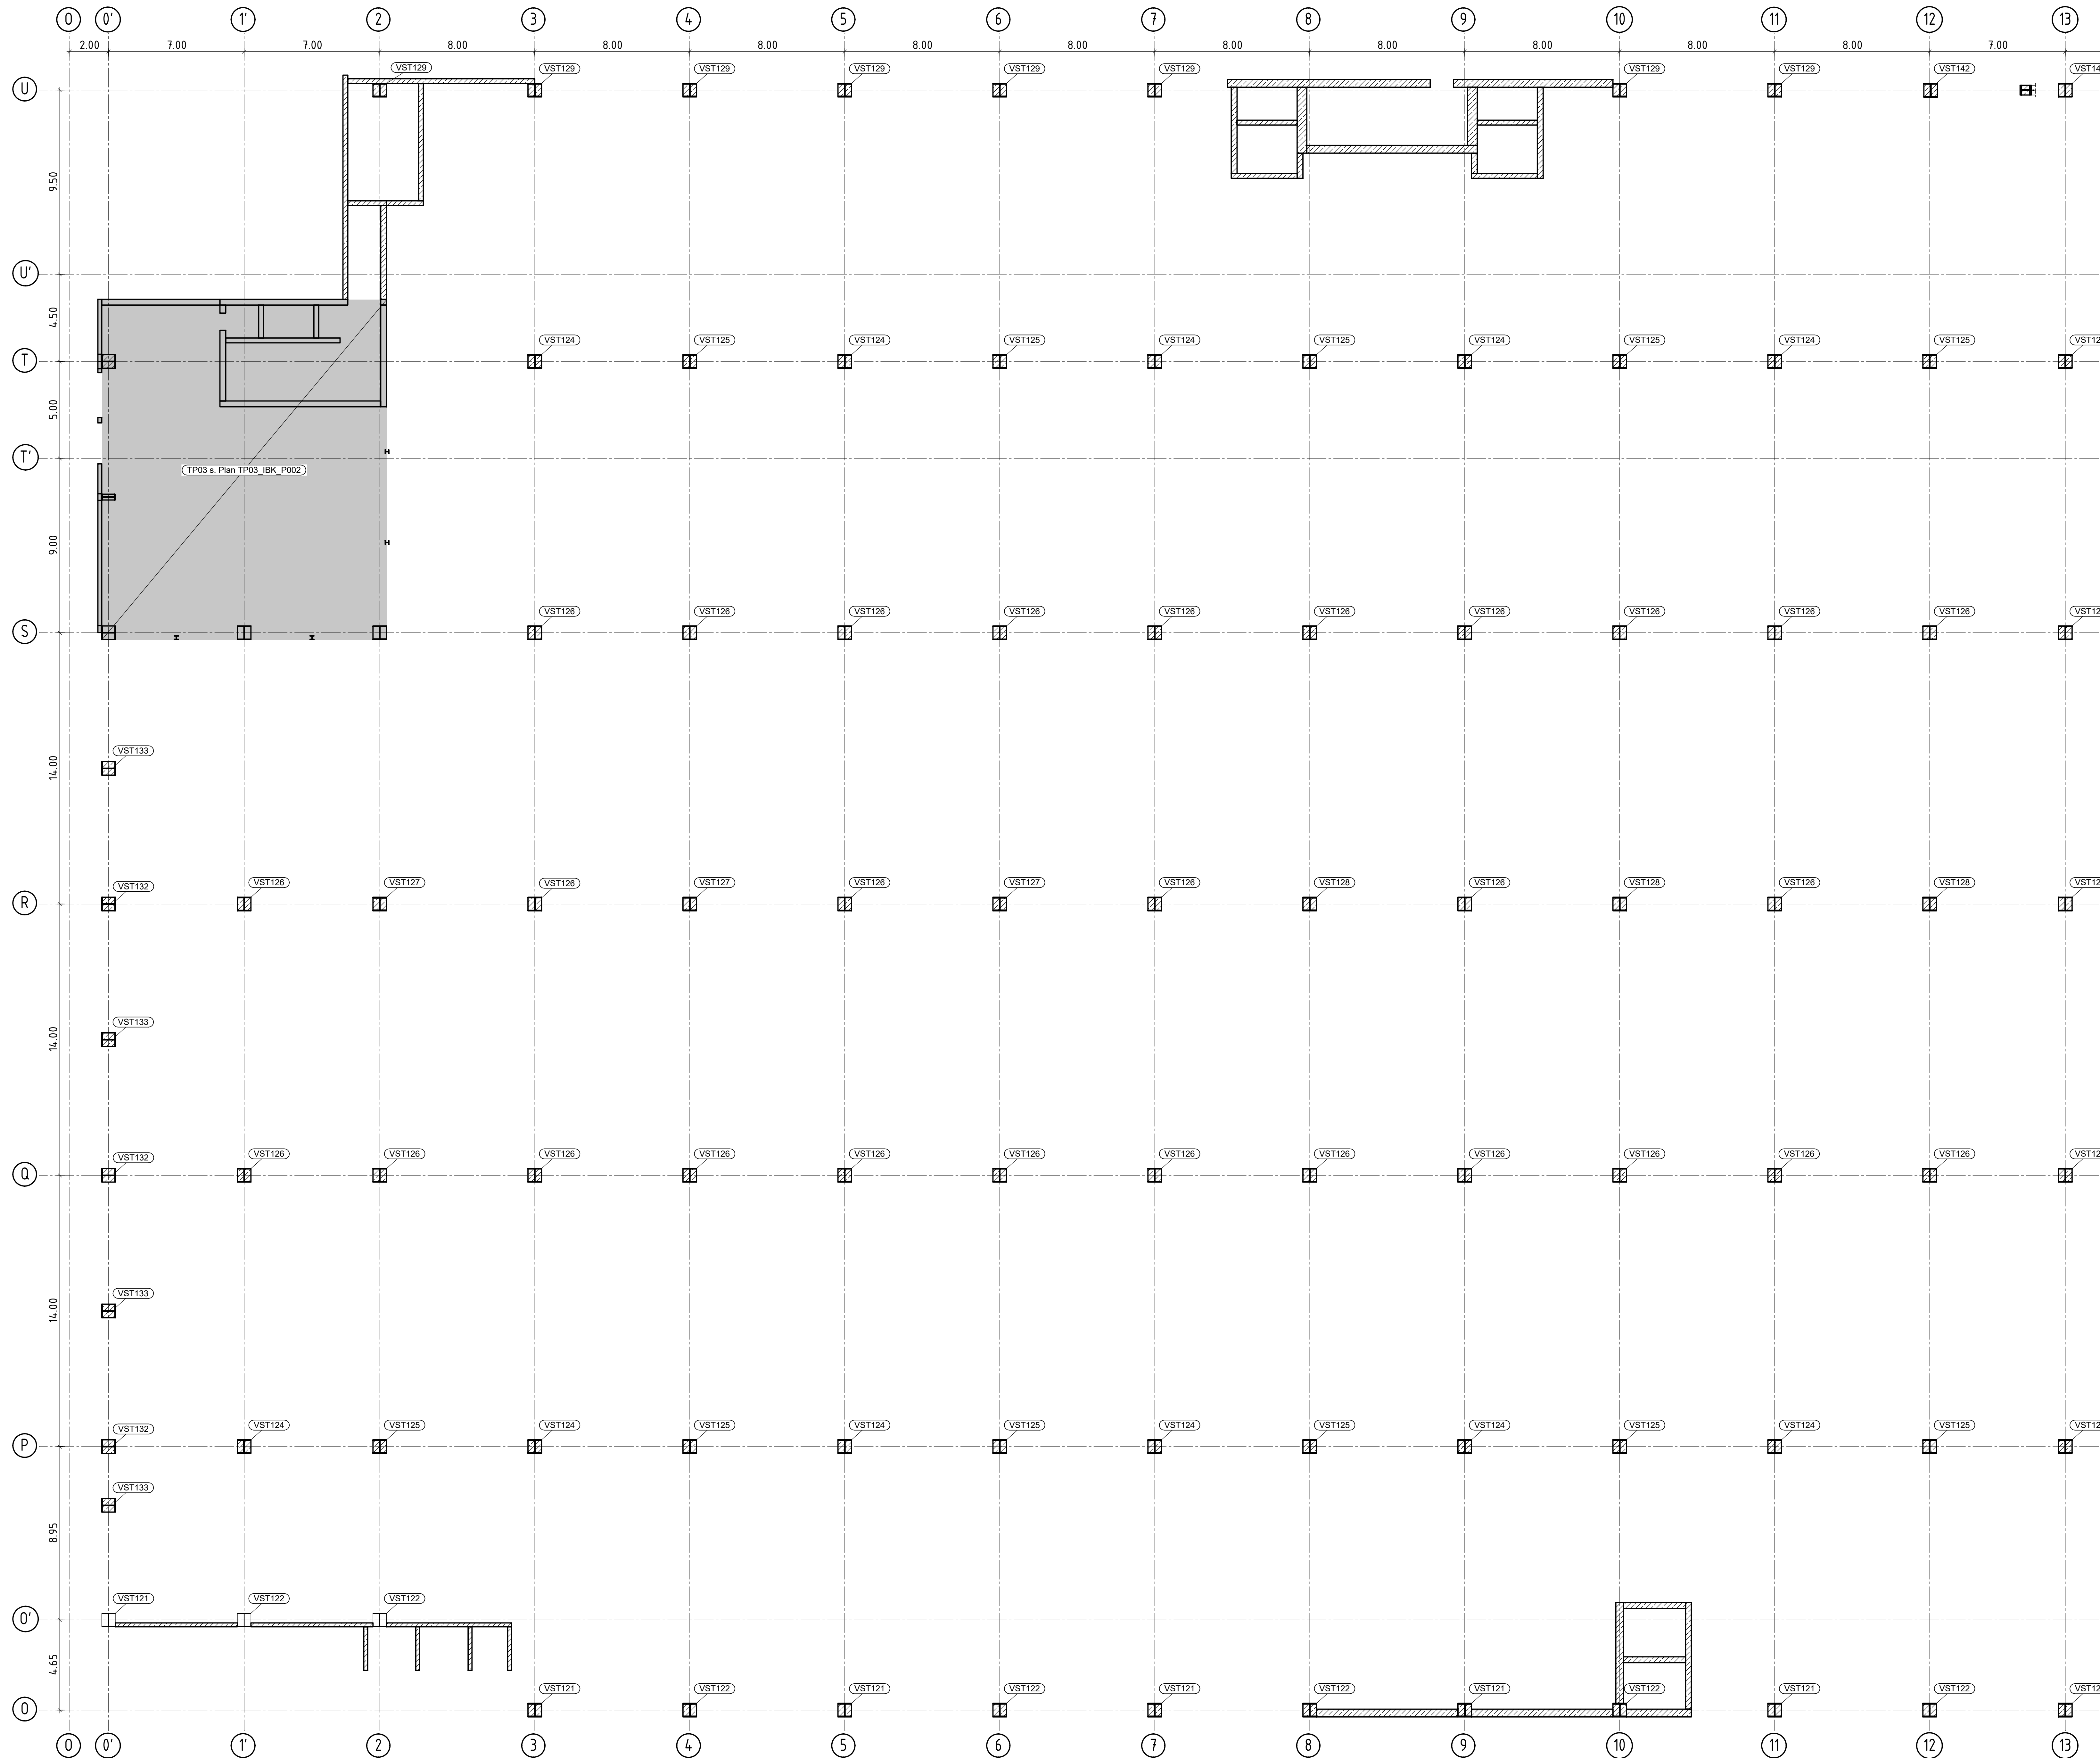 0 0' 1' 2 3 4 5 6 7 8 9 10 11 12 13
2.00 7.00 7.00 8.00 8.00 8.00 8.00 8.00 8.00 8.00 8.00 8.00 8.00 7.00
VST129 VST129 VST129 VST129 VST129 VST129 VST129 VST129 VST142
U
9.50
U'
4.50
VST124 VST125 VST124 VST125 VST124 VST125 VST124 VST125 VST124 VST125
T
5.00
T'
TP03 s. Plan TP03_IBK_P002
9.00
VST126 VST126 VST126 VST126 VST126 VST126 VST126 VST126 VST126 VST126
S
VST133
14.00
VST132 VST126 VST127 VST126 VST127 VST126 VST127 VST126 VST128 VST126 VST128 VST126 VST128
R
VST133
14.00
VST132 VST126 VST126 VST126 VST126 VST126 VST126 VST126 VST126 VST126 VST126 VST126 VST126
Q
VST133
14.00
VST132 VST124 VST125 VST124 VST125 VST124 VST125 VST124 VST125 VST124 VST125 VST124 VST125
P
VST133
8.95
VST121 VST122 VST122
O'
4.65
VST121 VST122 VST121 VST122 VST121 VST122 VST121 VST122 VST121 VST122
O
0 0' 1' 2 3 4 5 6 7 8 9 10 11 12 13